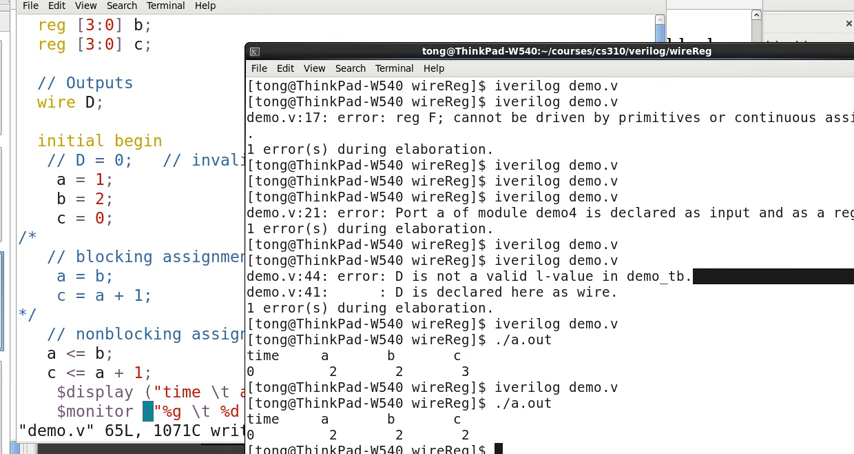 File Edit View Search Terminal Help
reg [3:0] b;
reg [3:0] c;
// Outputs
wire D;
initial begin
// D = 0; // invali
a = 1;
b = 2;
c = 0;
/*
// blocking assignmen
a = b;
c = a + 1;
*/
// nonblocking assign
a <= b;
c <= a + 1;
$display ("time \t a
$monitor ("%g \t %d
"demo.v" 65L, 1071C writ
tong@ThinkPad-W540:~/courses/cs310/verilog/wireReg
File Edit View Search Terminal Help
[tong@ThinkPad-W540 wireReg]$ iverilog demo.v
[tong@ThinkPad-W540 wireReg]$ iverilog demo.v
demo.v:17: error: reg F; cannot be driven by primitives or continuous assi
.
1 error(s) during elaboration.
[tong@ThinkPad-W540 wireReg]$ iverilog demo.v
[tong@ThinkPad-W540 wireReg]$ iverilog demo.v
[tong@ThinkPad-W540 wireReg]$ iverilog demo.v
demo.v:21: error: Port a of module demo4 is declared as input and as a reg
1 error(s) during elaboration.
[tong@ThinkPad-W540 wireReg]$ iverilog demo.v
[tong@ThinkPad-W540 wireReg]$ iverilog demo.v
demo.v:44: error: D is not a valid l-value in demo_tb.
demo.v:41: : D is declared here as wire.
1 error(s) during elaboration.
[tong@ThinkPad-W540 wireReg]$ iverilog demo.v
[tong@ThinkPad-W540 wireReg]$ ./a.out
time a b c
0 2 2 3
[tong@ThinkPad-W540 wireReg]$ iverilog demo.v
[tong@ThinkPad-W540 wireReg]$ ./a.out
time a b c
0 2 2 2
[tong@ThinkPad-W540 wireReg]$